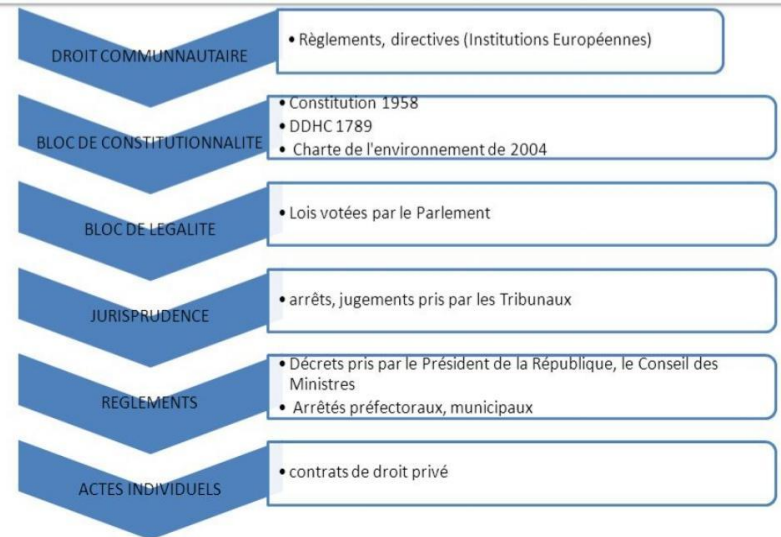 DROIT COMMUNNAUTAIRE
• Règlements, directives (Institutions Européennes)
BLOC DE CONSTITUTIONNALITE
• Constitution 1958
• DDHC 1789
• Charte de l'environnement de 2004
BLOC DE LEGALITE
• Lois votées par le Parlement
JURISPRUDENCE
• arrêts, jugements pris par les Tribunaux
REGLEMENTS
• Décrets pris par le Président de la République, le Conseil des
Ministres
• Arrêtés préfectoraux, municipaux
ACTES INDIVIDUELS
• contrats de droit privé